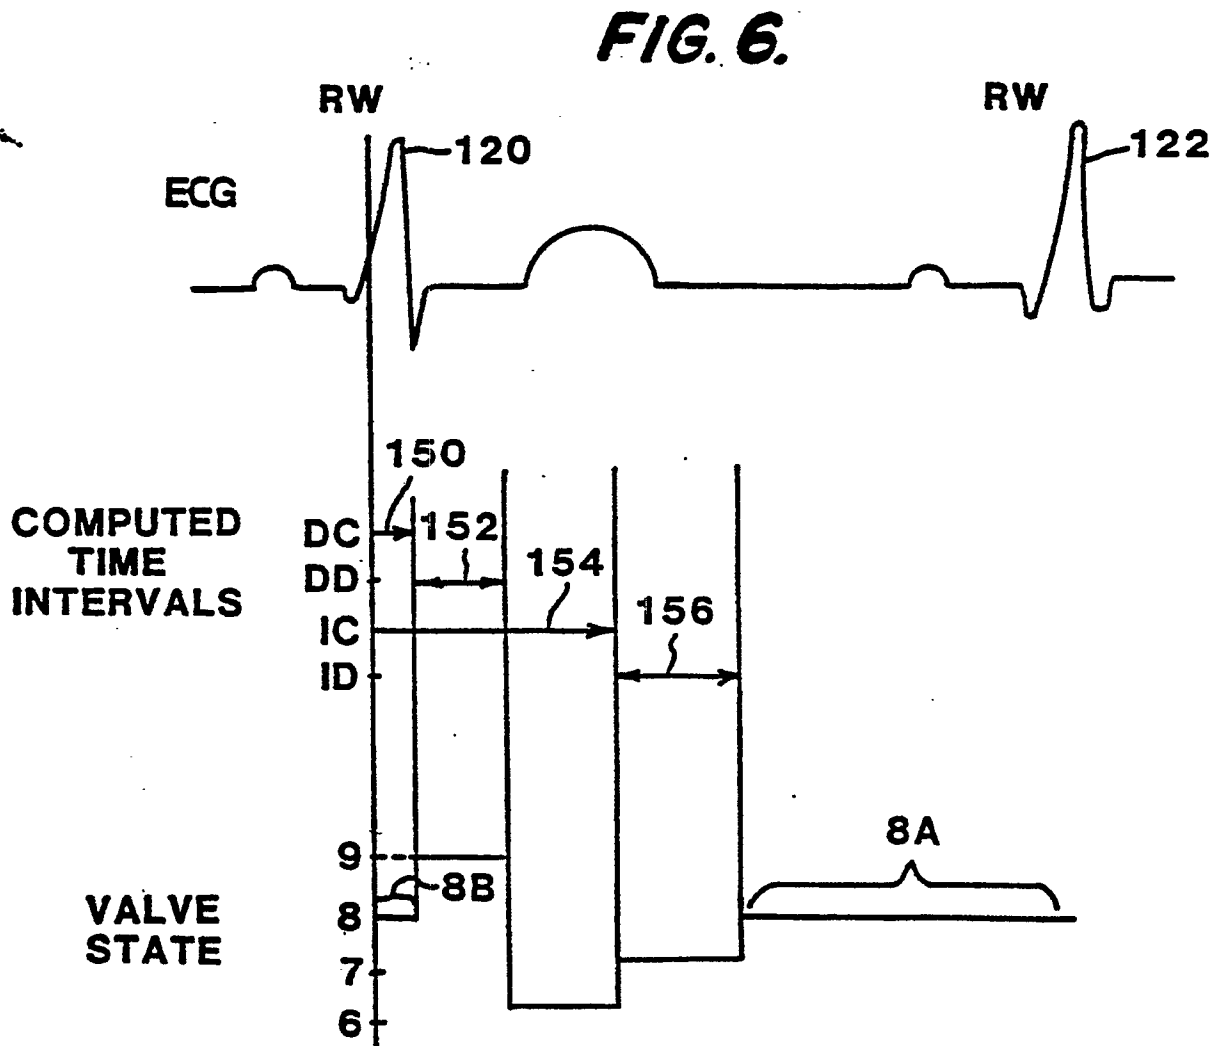 FIG. 6.
RW
RW
120
122
ECG
150
COMPUTED
TIME
INTERVALS
DC
152
DD
154
IC
156
ID
8A
9
8B
VALVE
STATE
8
7
6